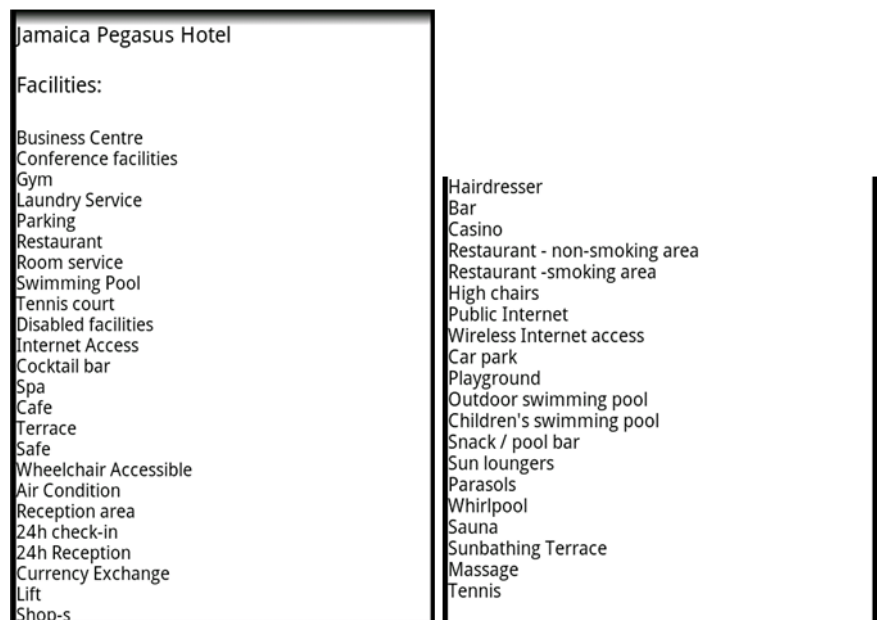 Jamaica Pegasus Hotel
Facilities:
Business Centre
Conference facilities
Gym
Laundry Service
Parking
Restaurant
Room service
Swimming Pool
Tennis court
Disabled facilities
Internet Access
Cocktail bar
Spa
Cafe
Terrace
Safe
Wheelchair Accessible
Air Condition
Reception area
24h check-in
24h Reception
Currency Exchange
Lift
Shop-s
Hairdresser
Bar
Casino
Restaurant - non-smoking area
Restaurant -smoking area
High chairs
Public Internet
Wireless Internet access
Car park
Playground
Outdoor swimming pool
Children's swimming pool
Snack / pool bar
Sun loungers
Parasols
Whirlpool
Sauna
Sunbathing Terrace
Massage
Tennis